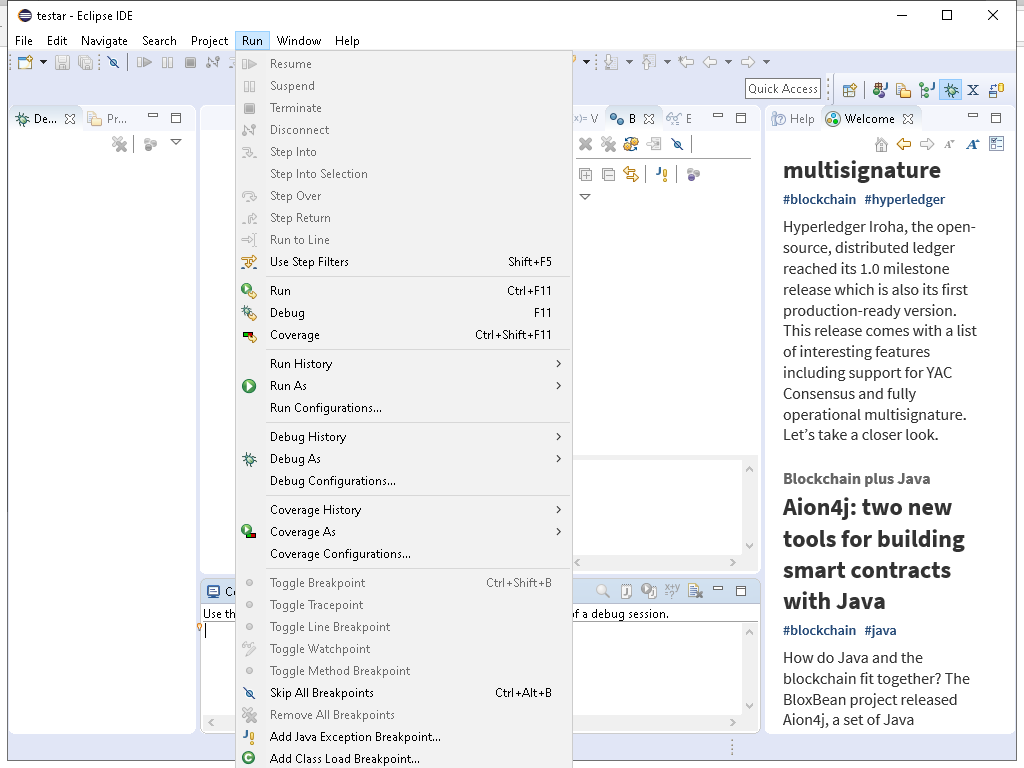 testar - Eclipse IDE
File Edit Navigate Search Project Run Window Help
Quick Access
De...
Pr...
Resume
Suspend
Terminate
Disconnect
Step Into
Step Into Selection
Step Over
Step Return
Run to Line
Use Step Filters Shift+F5
Run Ctrl+F11
Debug F11
Coverage Ctrl+Shift+F11
Run History
Run As
Run Configurations...
Debug History
Debug As
Debug Configurations...
Coverage History
Coverage As
Coverage Configurations...
Toggle Breakpoint Ctrl+Shift+B
Toggle Tracepoint
Toggle Line Breakpoint
Toggle Watchpoint
Toggle Method Breakpoint
Skip All Breakpoints Ctrl+Alt+B
Remove All Breakpoints
Add Java Exception Breakpoint...
Add Class Load Breakpoint...
(x)= V
B
E
Use th
of a debug session.
Help
Welcome
multisignature
#blockchain #hyperledger
Hyperledger Iroha, the open-
source, distributed ledger
reached its 1.0 milestone
release which is also its first
production-ready version.
This release comes with a list
of interesting features
including support for YAC
Consensus and fully
operational multisignature.
Let's take a closer look.
Blockchain plus Java
Aion4j: two new
tools for building
smart contracts
with Java
#blockchain #java
How do Java and the
blockchain fit together? The
BloxBean project released
Aion4j, a set of Java